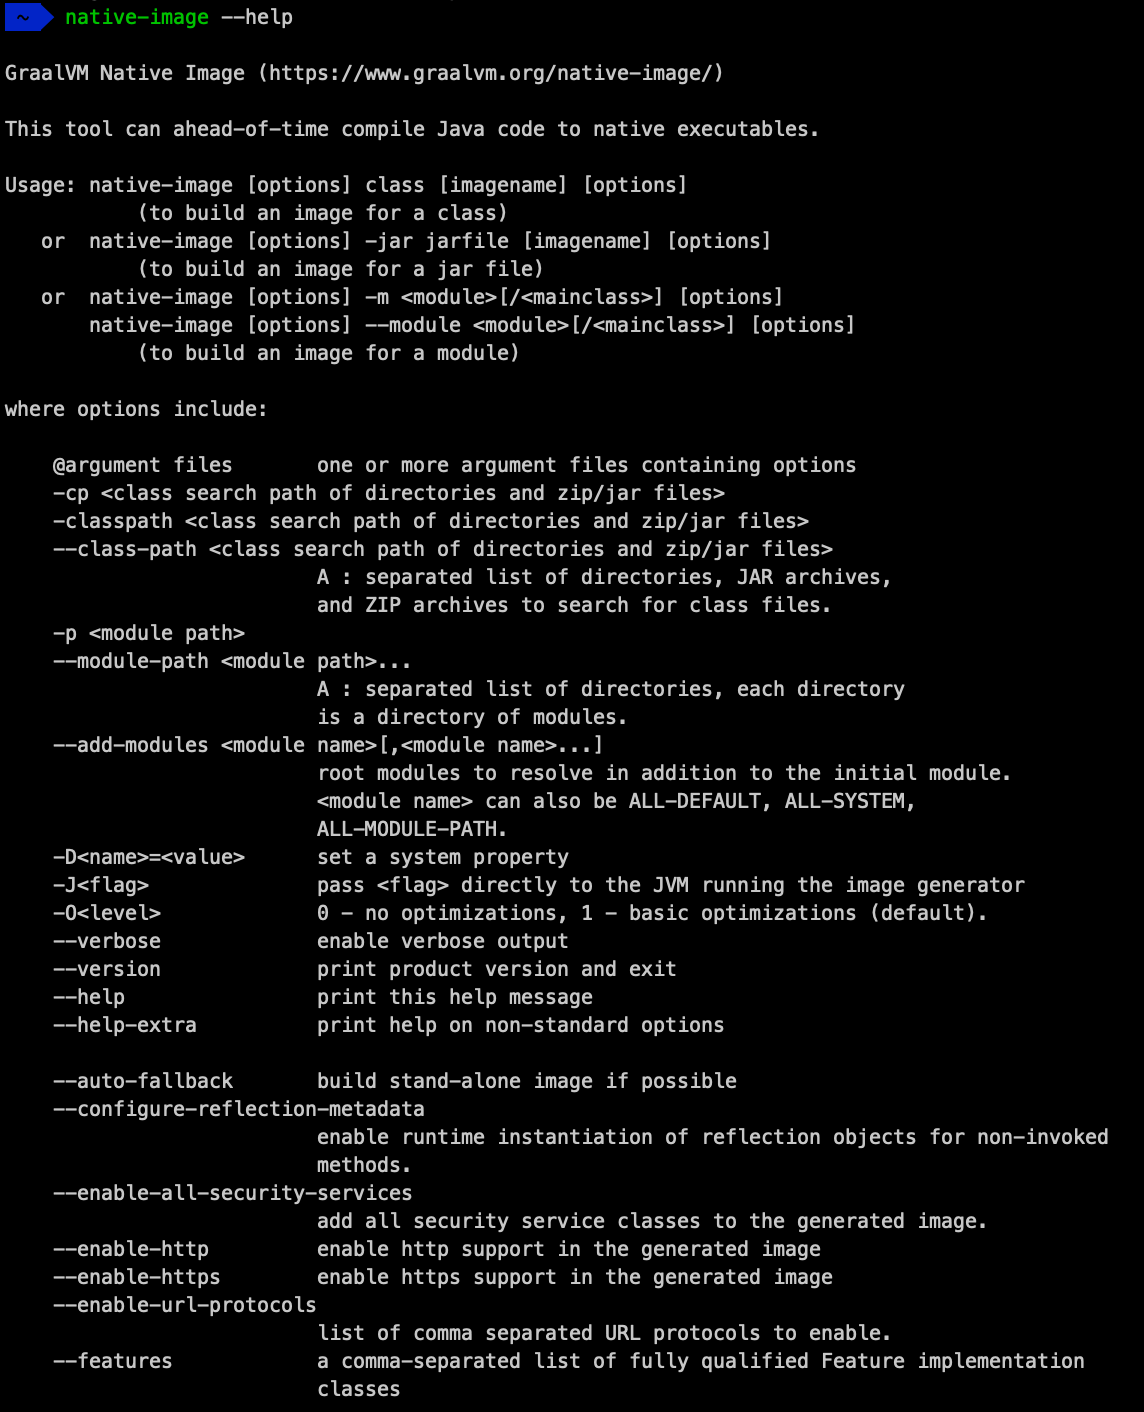 ~ native-image --help
GraalVM Native Image (https://www.graalvm.org/native-image/)
This tool can ahead-of-time compile Java code to native executables.
Usage: native-image [options] class [imagename] [options]
(to build an image for a class)
or native-image [options] -jar jarfile [imagename] [options]
(to build an image for a jar file)
or native-image [options] -m <module>[/<mainclass>] [options]
native-image [options] --module <module>[/<mainclass>] [options]
(to build an image for a module)
where options include:
@argument files one or more argument files containing options
-cp <class search path of directories and zip/jar files>
-classpath <class search path of directories and zip/jar files>
--class-path <class search path of directories and zip/jar files>
A : separated list of directories, JAR archives,
and ZIP archives to search for class files.
-p <module path>
--module-path <module path>...
A : separated list of directories, each directory
is a directory of modules.
--add-modules <module name>[,<module name>...]
root modules to resolve in addition to the initial module.
<module name> can also be ALL-DEFAULT, ALL-SYSTEM,
ALL-MODULE-PATH.
-D<name>=<value> set a system property
-J<flag> pass <flag> directly to the JVM running the image generator
-O<level> 0 - no optimizations, 1 - basic optimizations (default).
--verbose enable verbose output
--version print product version and exit
--help print this help message
--help-extra print help on non-standard options
--auto-fallback build stand-alone image if possible
--configure-reflection-metadata
enable runtime instantiation of reflection objects for non-invoked
methods.
--enable-all-security-services
add all security service classes to the generated image.
--enable-http enable http support in the generated image
--enable-https enable https support in the generated image
--enable-url-protocols
list of comma separated URL protocols to enable.
--features a comma-separated list of fully qualified Feature implementation
classes